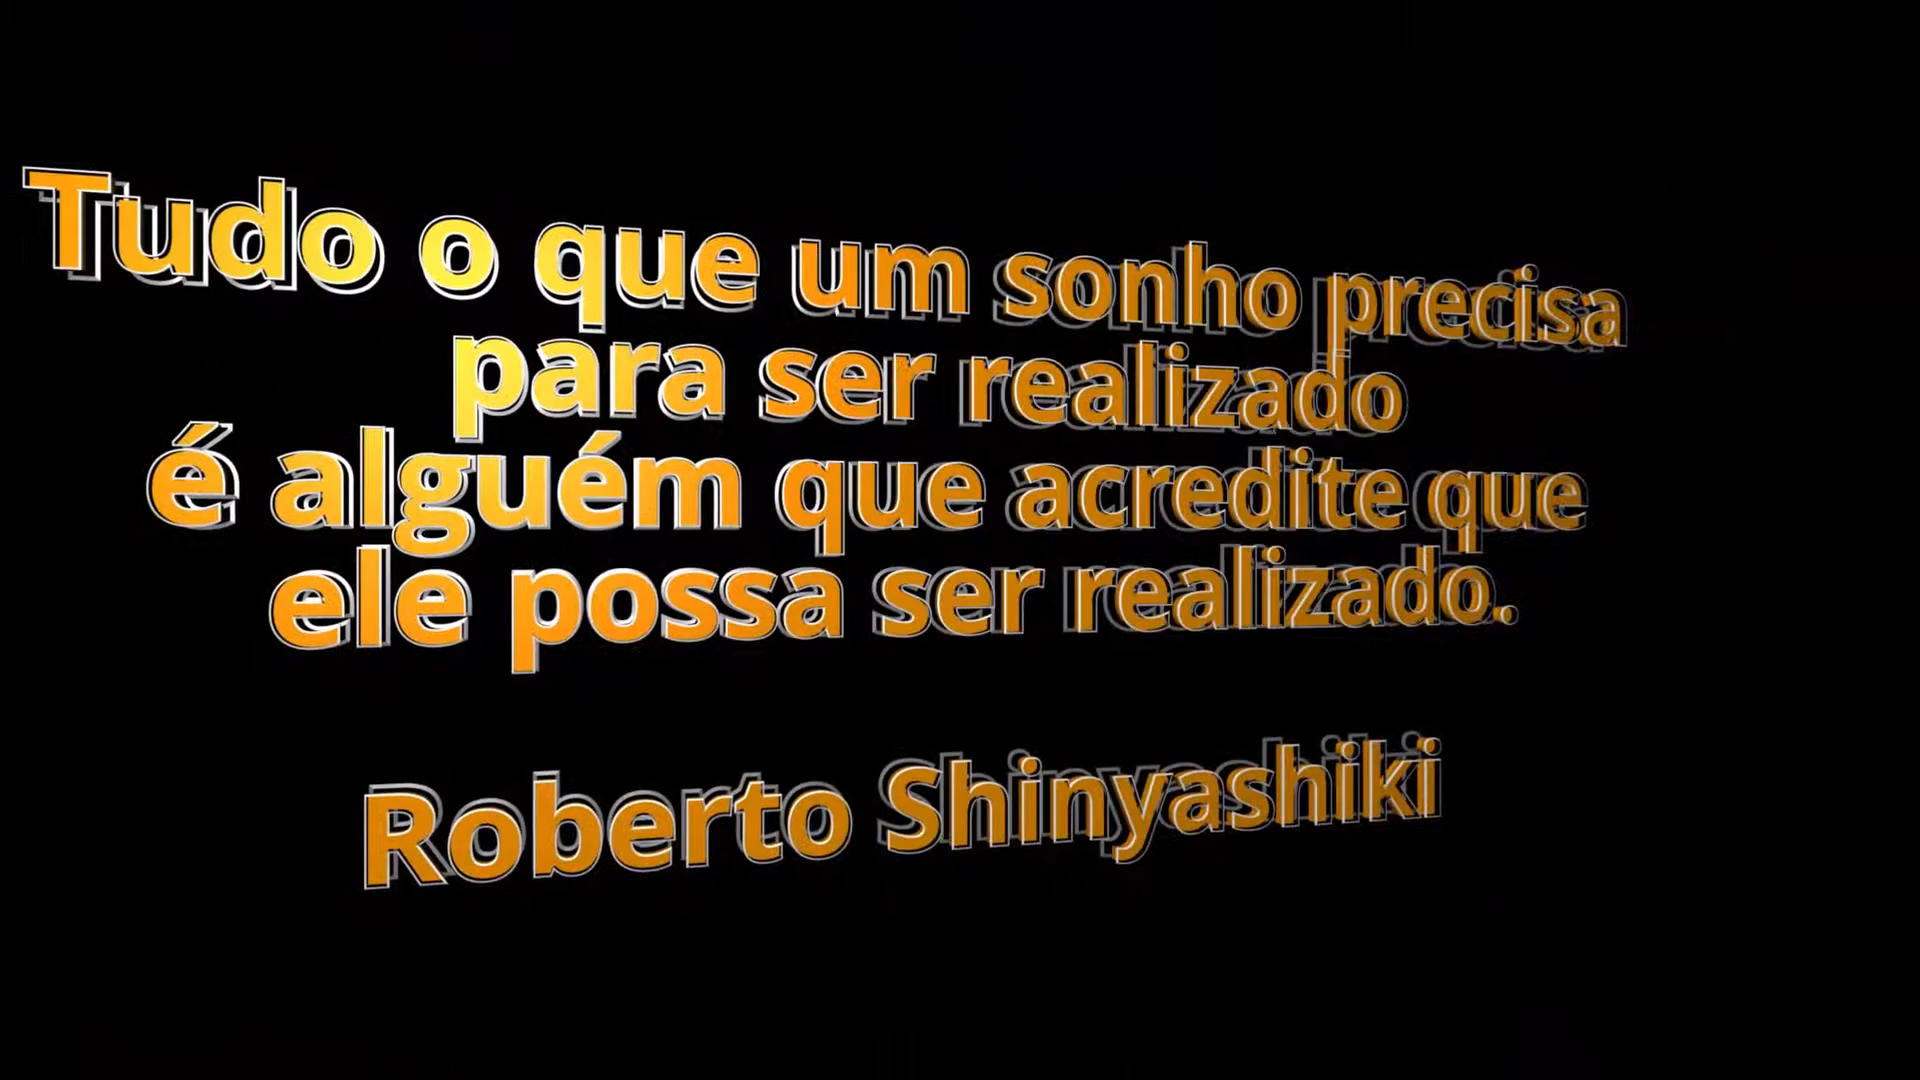 Tudo o que um sonho precisa
para ser realizado
é alguém que acredite que
ele possa ser realizado.
Roberto Shinyashiki